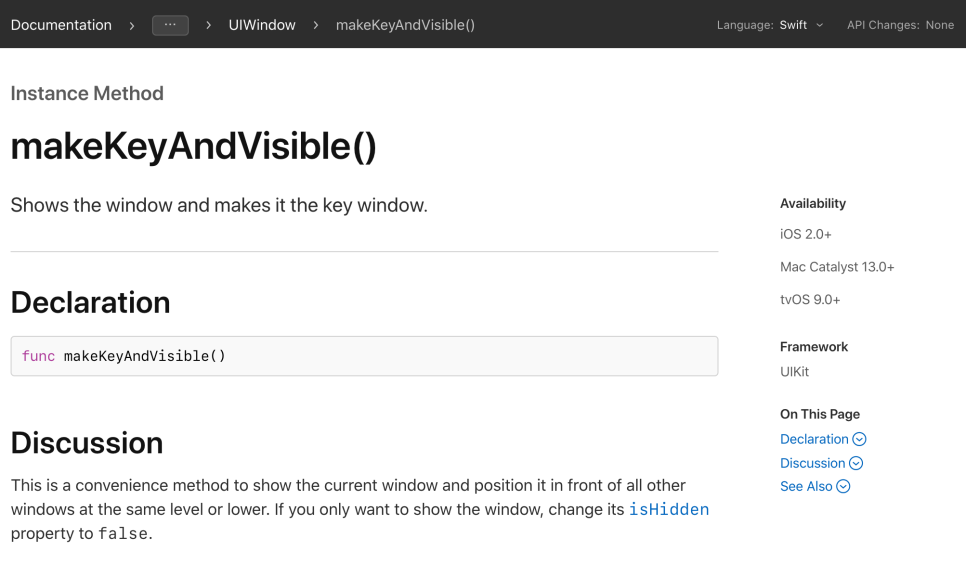 Documentation > ··· > UIWindow > makeKeyAndVisible()
Language: Swift
API Changes: None
Instance Method
makeKeyAndVisible()
Shows the window and makes it the key window.
Declaration
func makeKeyAndVisible()
Discussion
This is a convenience method to show the current window and position it in front of all other
windows at the same level or lower. If you only want to show the window, change its isHidden
property to false.
Availability
iOS 2.0+
Mac Catalyst 13.0+
tvOS 9.0+
Framework
UIKit
On This Page
Declaration
Discussion
See Also